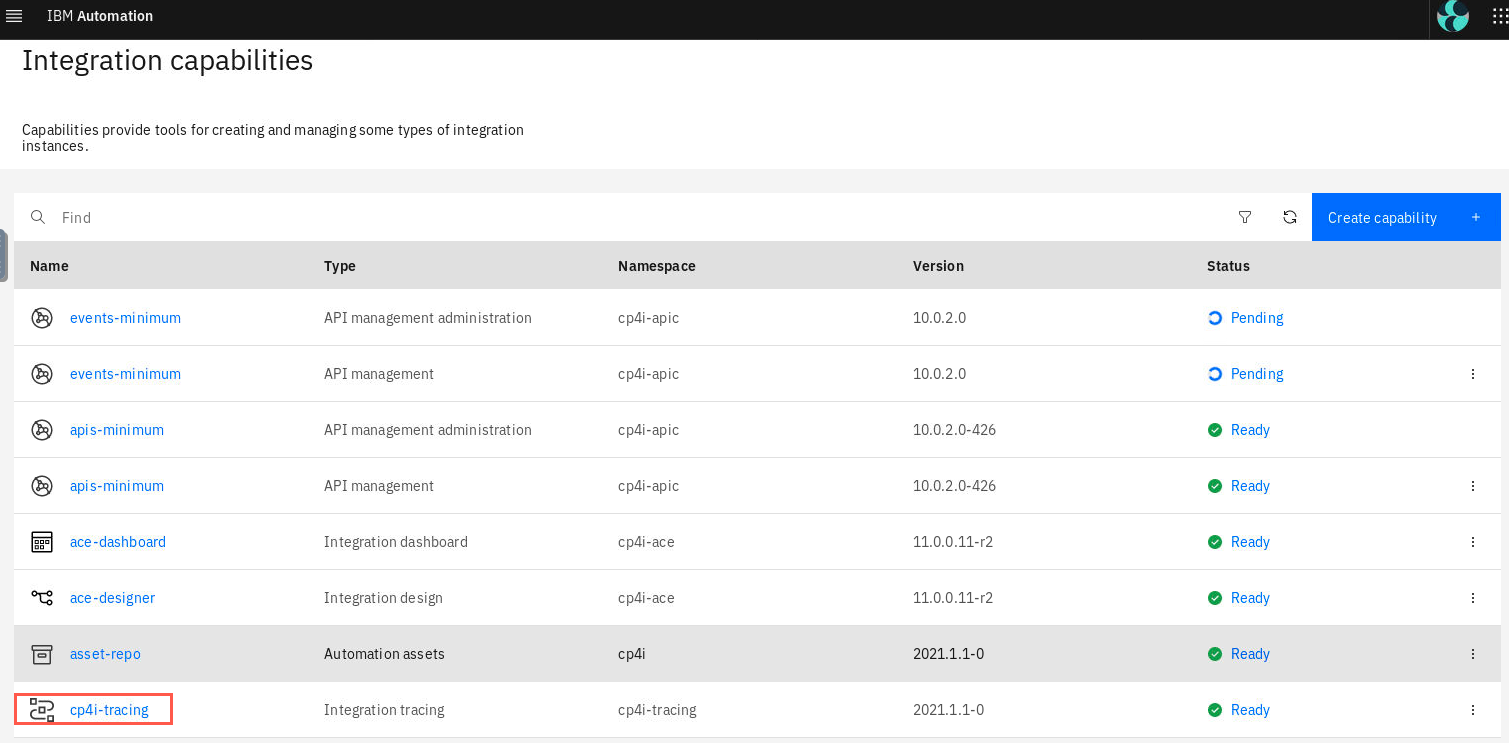 IBM Automation
Integration capabilities
Capabilities provide tools for creating and managing some types of integration
instances.
Find
Create capability +
Name Type Namespace Version Status
events-minimum API management administration cp4i-apic 10.0.2.0 Pending
events-minimum API management cp4i-apic 10.0.2.0 Pending
apis-minimum API management administration cp4i-apic 10.0.2.0-426 Ready
apis-minimum API management cp4i-apic 10.0.2.0-426 Ready
ace-dashboard Integration dashboard cp4i-ace 11.0.0.11-r2 Ready
ace-designer Integration design cp4i-ace 11.0.0.11-r2 Ready
asset-repo Automation assets cp4i 2021.1.1-0 Ready
cp4i-tracing Integration tracing cp4i-tracing 2021.1.1-0 Ready